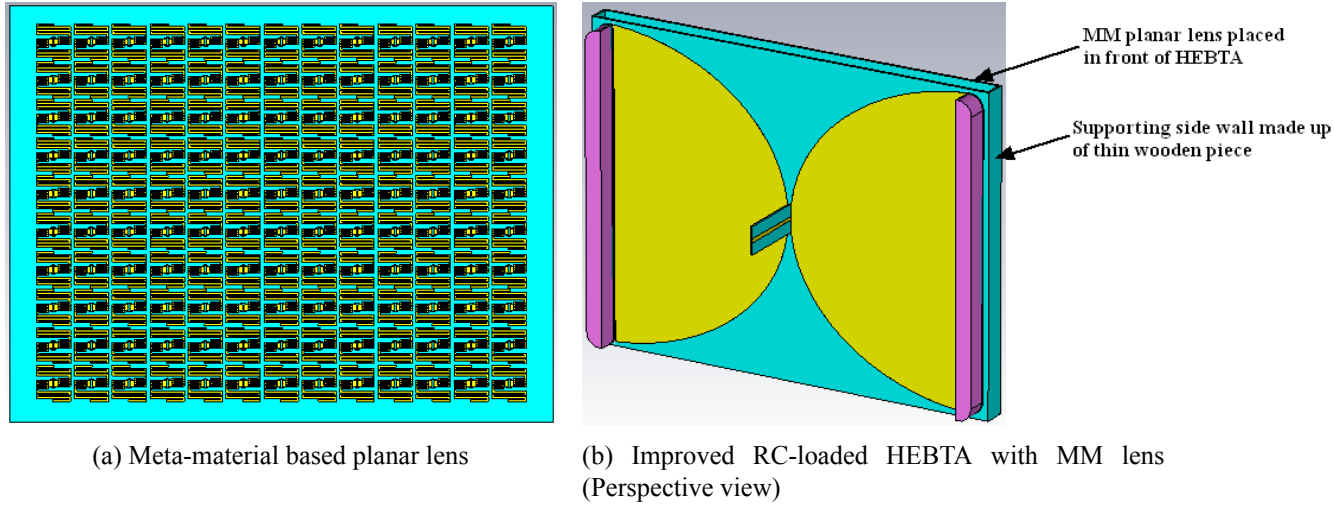 MM planar lens placed
in front of HEBTA
Supporting side wall made up
of thin wooden piece
(a) Meta-material based planar lens
(b) Improved RC-loaded HEBTA with MM lens
(Perspective view)